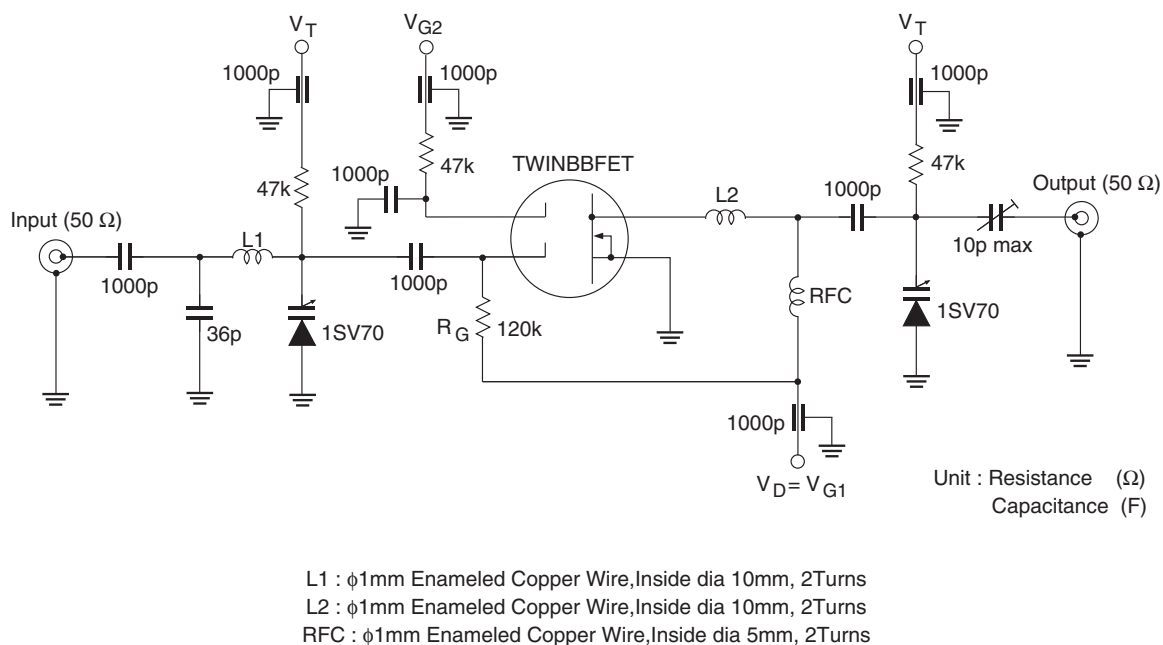 V_T
V_G2
V_T
1000p
1000p
1000p
47k
TWINBBFET
47k
1000p
47k
L2
1000p
Output (50 Ω)
Input (50 Ω)
L1
10p max
1000p
1000p
RFC
36p
1SV70
R_G
120k
1SV70
1000p
V_D = V_G1
Unit : Resistance (Ω)
Capacitance (F)
L1 : ϕ1mm Enameled Copper Wire,Inside dia 10mm, 2Turns
L2 : ϕ1mm Enameled Copper Wire,Inside dia 10mm, 2Turns
RFC : ϕ1mm Enameled Copper Wire,Inside dia 5mm, 2Turns